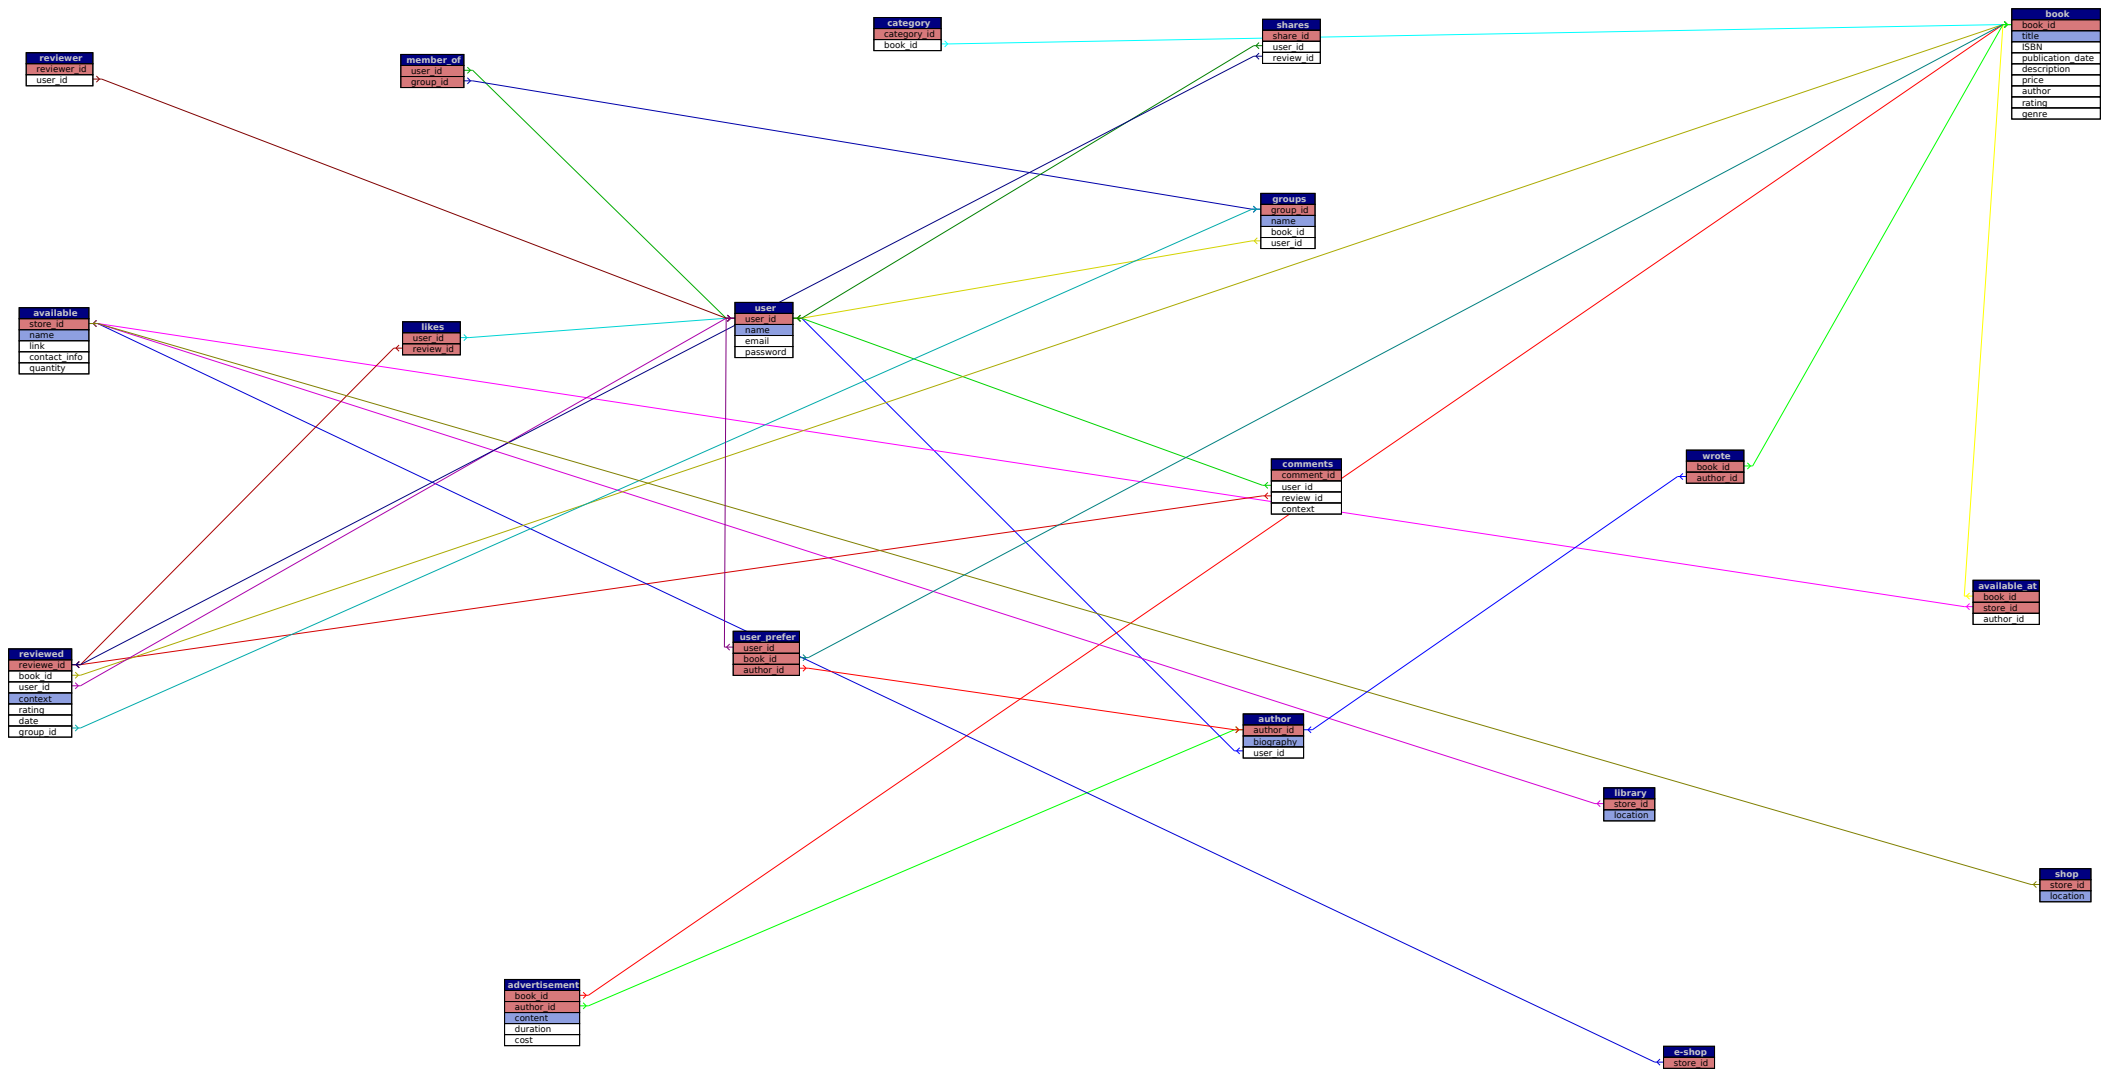 category
category_id
book_id
shares
share_id
user_id
review_id
book
book_id
title
ISBN
publication_date
description
price
author
rating
genre
reviewer
reviewer_id
user_id
member_of
user_id
group_id
groups
group_id
name
book_id
user_id
available
store_id
name
link
contact_info
quantity
likes
user_id
review_id
user
user_id
name
email
password
comments
comment_id
user_id
review_id
context
wrote
book_id
author_id
available_at
book_id
store_id
author_id
reviewed
reviewe_id
book_id
user_id
context
rating
date
group_id
user_prefer
user_id
book_id
author_id
author
author_id
biography
user_id
library
store_id
location
shop
store_id
location
advertisement
book_id
author_id
content
duration
cost
e-shop
store_id